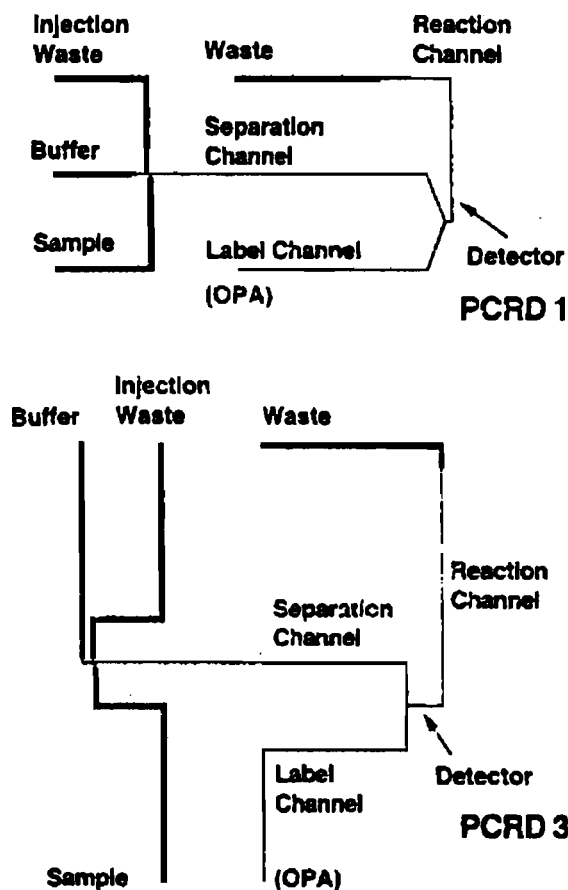 Injection
Waste
Waste
Reaction
Channel
Buffer
Separation
Channel
Sample
Label Channel
(OPA)
Detector
PCRD 1
Buffer
Injection
Waste
Waste
Reaction
Channel
Separation
Channel
Label
Channel
Detector
PCRD 3
Sample
(OPA)